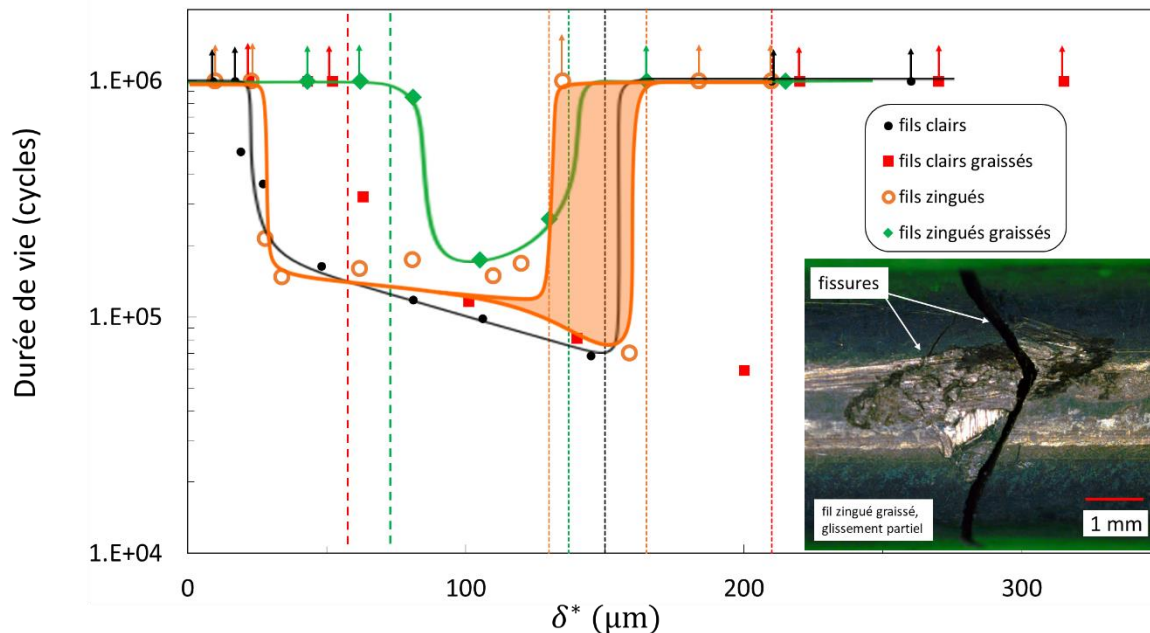 Durée de vie (cycles)
1.E+06
1.E+05
1.E+04
0
100
200
300
δ* (μm)
fils clairs
fils clairs graissés
fils zingués
fils zingués graissés
fissures
fil zingué graissé,
glissement partiel
1 mm